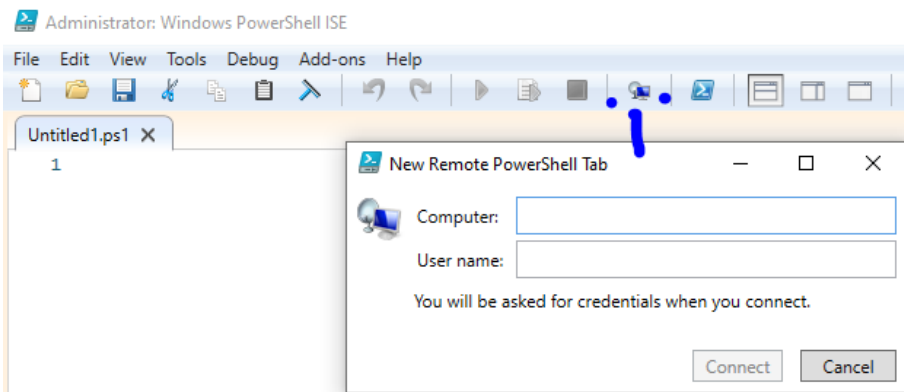 Administrator: Windows PowerShell ISE
File Edit View Tools Debug Add-ons Help
Untitled1.ps1
1
New Remote PowerShell Tab
Computer:
User name:
You will be asked for credentials when you connect.
Connect Cancel